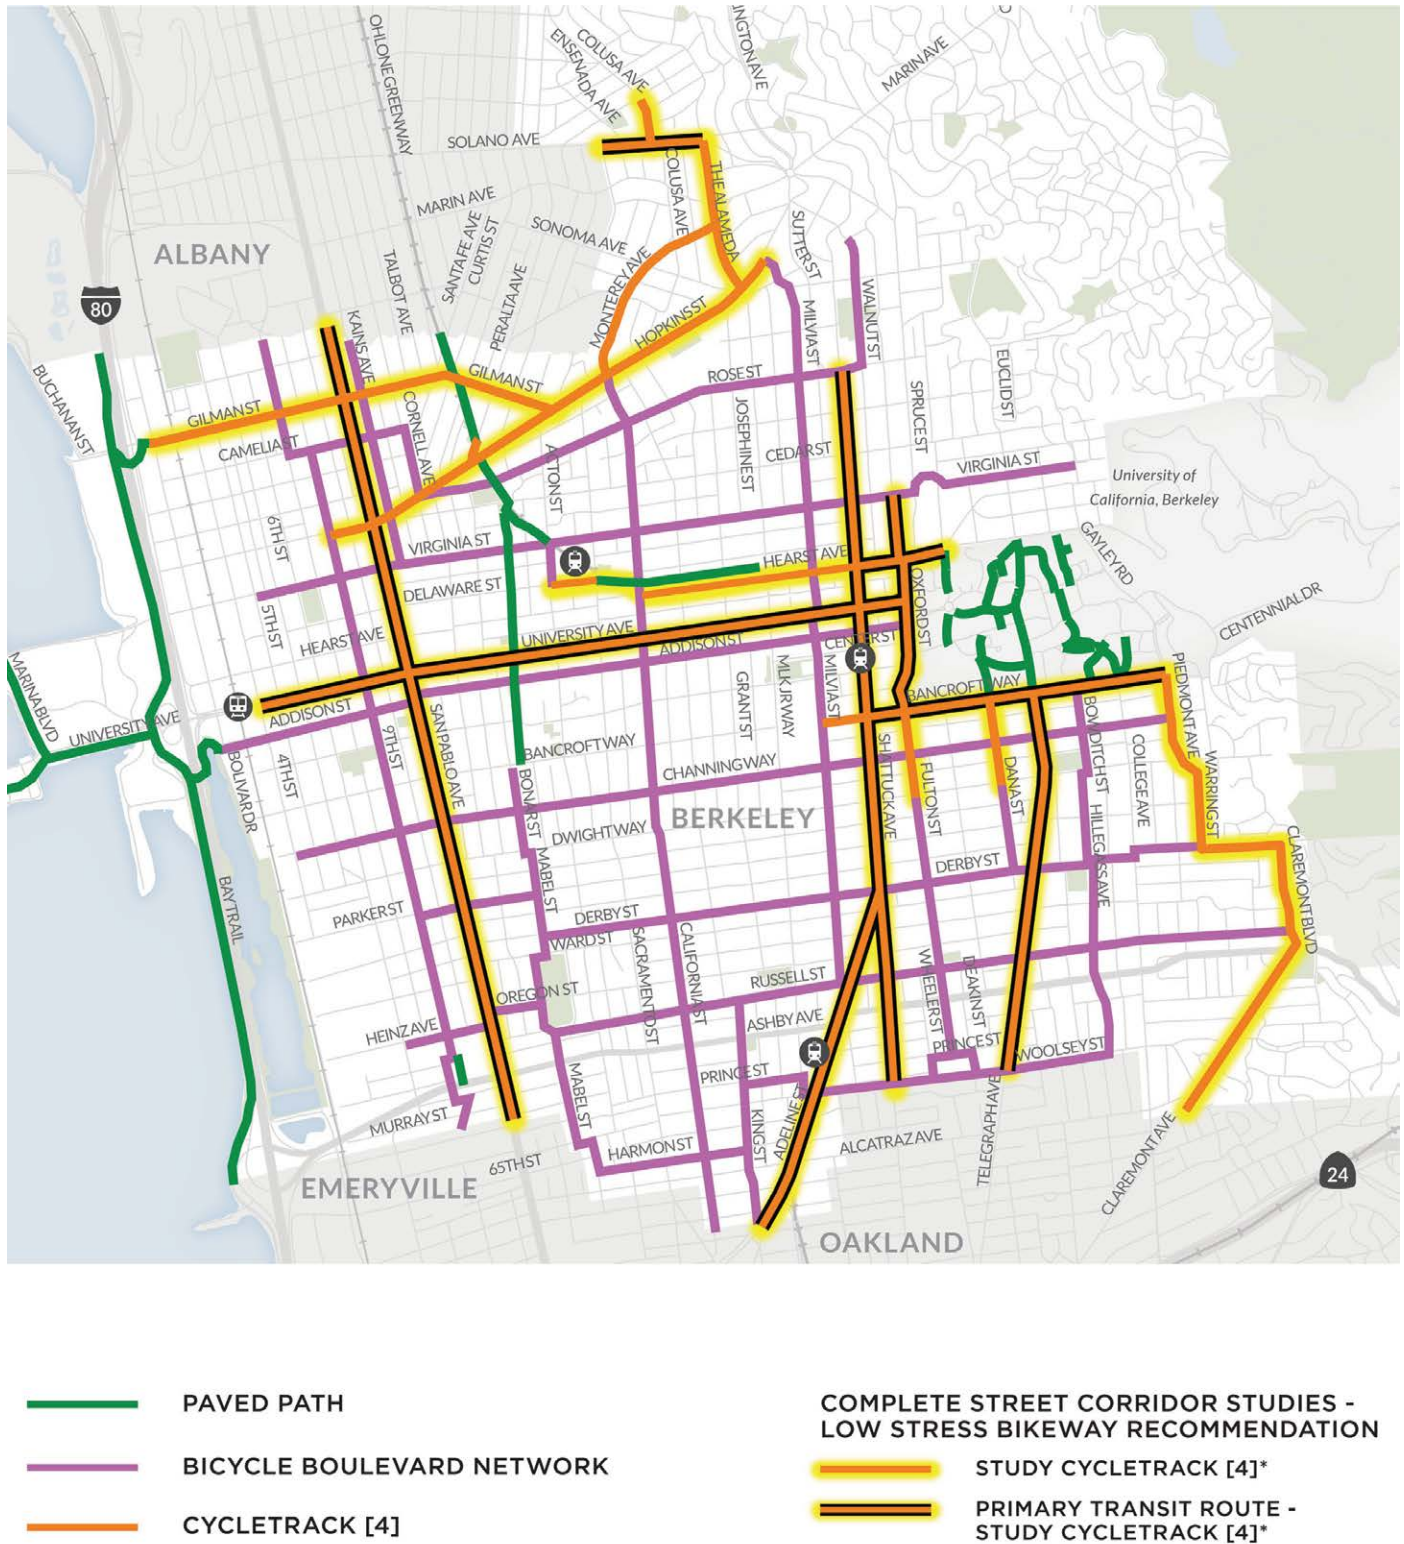 OHLONE GREENWAY
COLUSA AVE
ENSENADA AVE
INGTON AVE
MARIN AVE
SOLANO AVE
COLUSA AVE
THE ALAMEDA
MARIN AVE
SONOMA AVE
SUTTER ST
ALBANY
SANTA FE AVE
CURTIS ST
TALBOT AVE
PERALTA AVE
MONTEREY AVE
HOPKINS ST
WALNUT ST
MILVIA ST
80
KAINS AVE
GILMAN ST
ROSE ST
EUCLID ST
SPRUCE ST
BUCHANAN ST
GILMAN ST
CAMELIA ST
CORNELL AVE
ACTON ST
JOSEPHINE ST
CEDAR ST
VIRGINIA ST
University of
California, Berkeley
6TH ST
VIRGINIA ST
HEARST AVE
GAYLEY RD
DELAWARE ST
OXFORD ST
CENTENNIAL DR
5TH ST
HEARST AVE
UNIVERSITY AVE
ADDISON ST
CENTER ST
MARINA BLVD
UNIVERSITY AVE
ADDISON ST
SAN PABLO AVE
GRANT ST
MLK JR WAY
MILVIA ST
BANCROFT WAY
PIEDMONT AVE
9TH ST
BANCROFT WAY
CHANNING WAY
BOWDITCH ST
BOLIVAR DR
4TH ST
BONAR ST
SHATTUCK AVE
FULTON ST
DANA ST
COLLEGE AVE
WARRING ST
BERKELEY
DWIGHT WAY
HILLEGASS AVE
CLAREMONT BLVD
MABEL ST
DERBY ST
BAY TRAIL
PARKER ST
DERBY ST
WARD ST
SACRAMENTO ST
CALIFORNIA ST
RUSSELL ST
WHEELER ST
DEAKIN ST
OREGON ST
ASHBY AVE
HEINZ AVE
PRINCE ST
WOOLSEY ST
PRINCE ST
MABEL ST
MURRAY ST
KING ST
ADELINE ST
TELEGRAPH AVE
ALCATRAZ AVE
HARMON ST
CLAREMONT AVE
65TH ST
EMERYVILLE
24
OAKLAND
PAVED PATH
BICYCLE BOULEVARD NETWORK
CYCLETRACK [4]
COMPLETE STREET CORRIDOR STUDIES -
LOW STRESS BIKEWAY RECOMMENDATION
STUDY CYCLETRACK [4]*
PRIMARY TRANSIT ROUTE -
STUDY CYCLETRACK [4]*